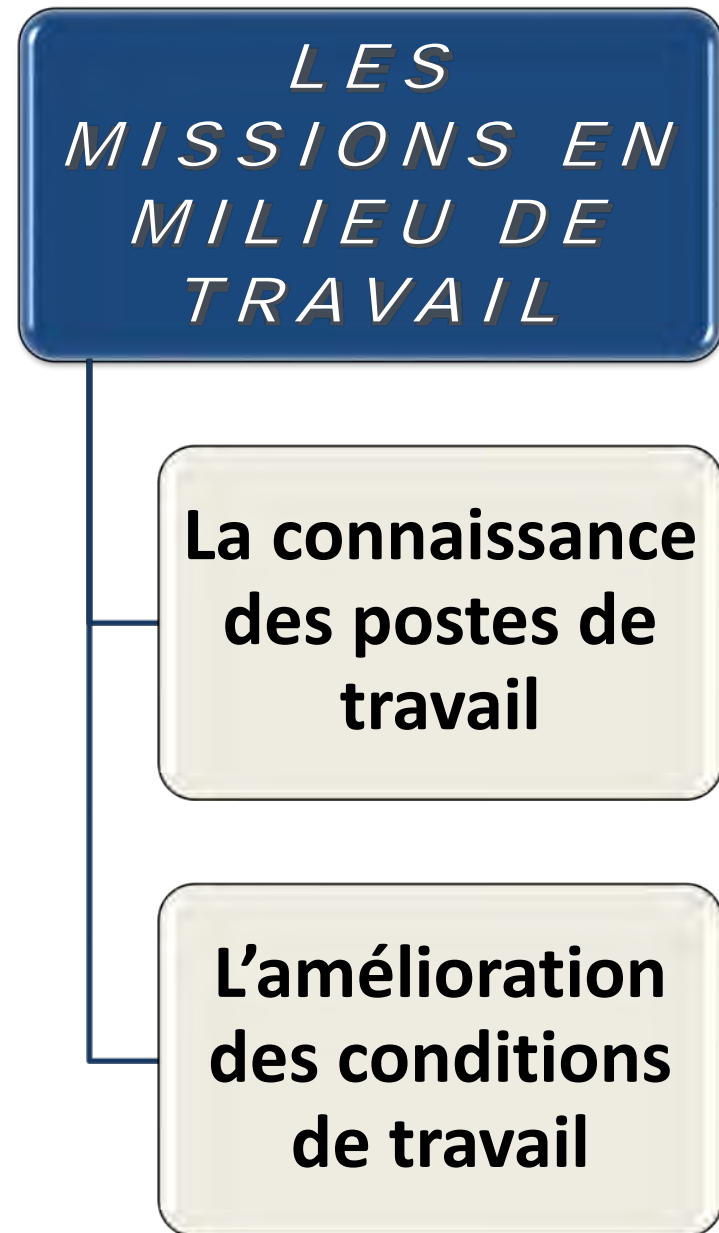 LES
MISSIONS EN
MILIEU DE
TRAVAIL
La connaissance
des postes de
travail
L’amélioration
des conditions
de travail